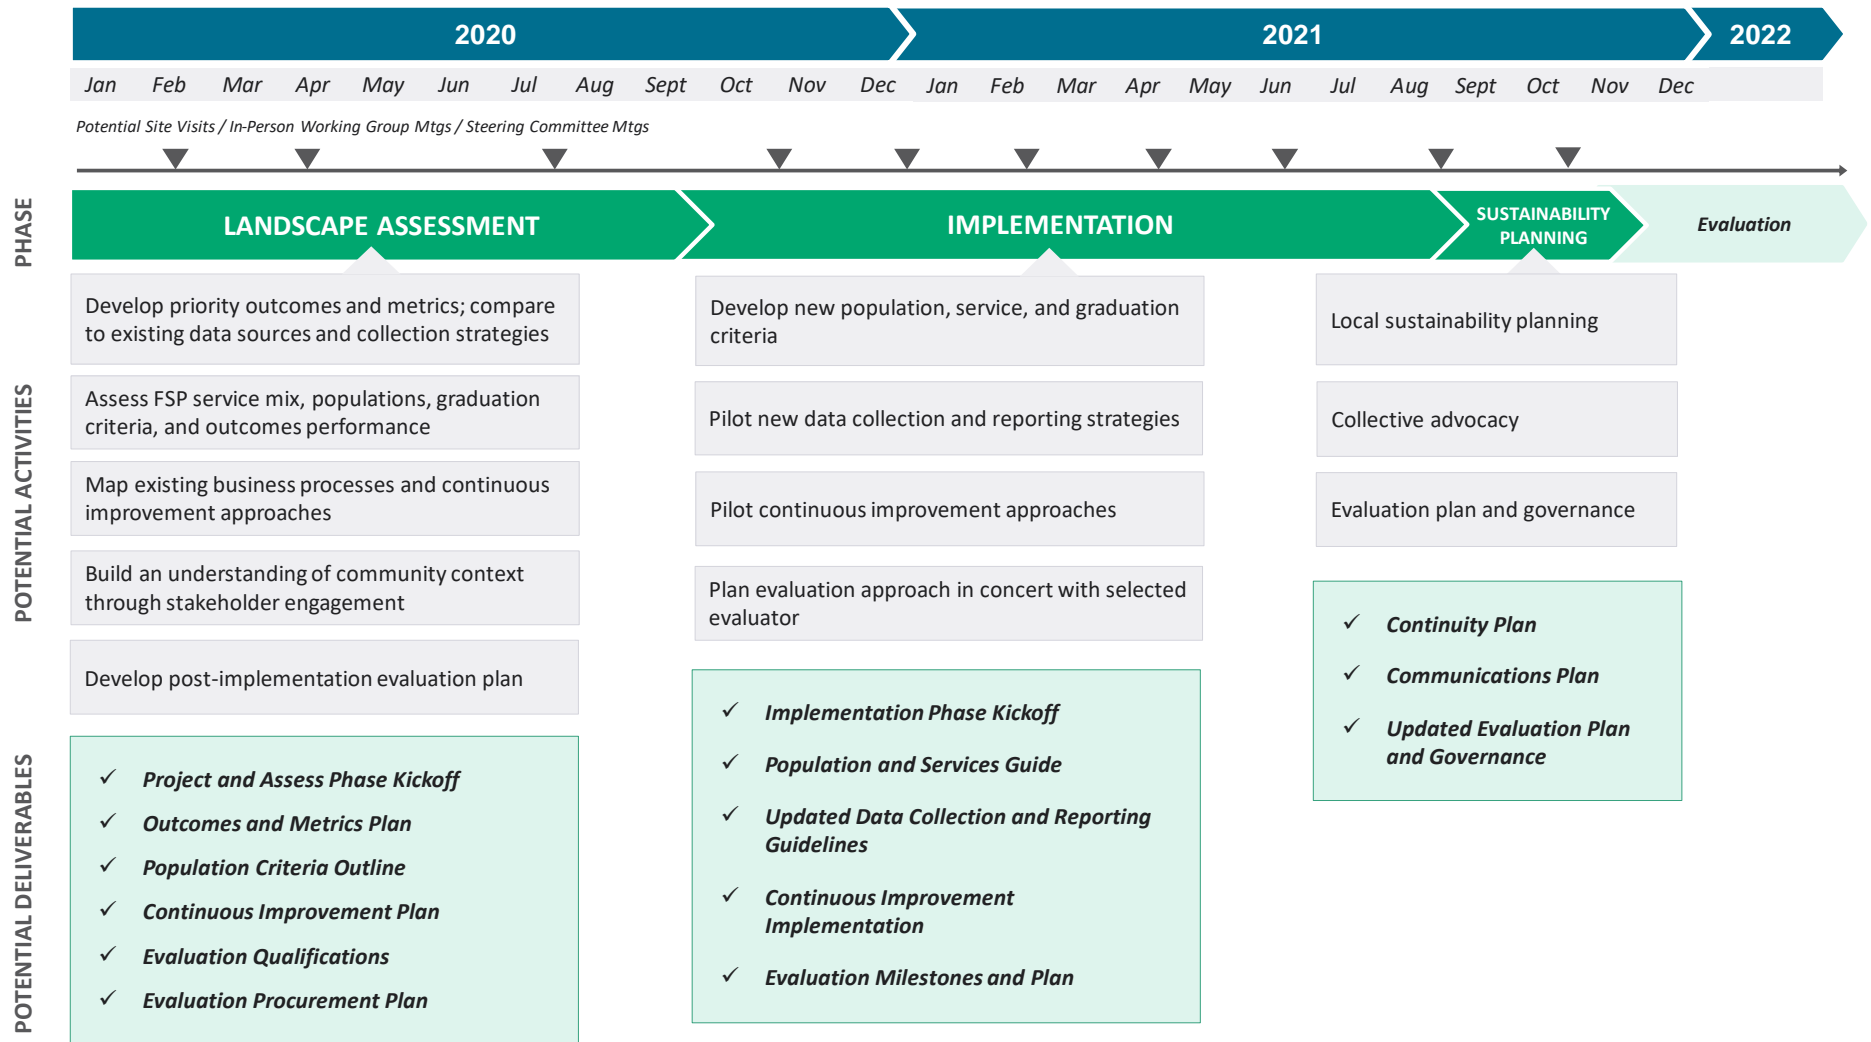 2020
2021
2022
Jan Feb Mar Apr May Jun Jul Aug Sept Oct Nov Dec Jan Feb Mar Apr May Jun Jul Aug Sept Oct Nov Dec
Potential Site Visits / In-Person Working Group Mtgs / Steering Committee Mtgs
PHASE
LANDSCAPE ASSESSMENT
IMPLEMENTATION
SUSTAINABILITY
PLANNING
Evaluation
POTENTIAL ACTIVITIES
Develop priority outcomes and metrics; compare
to existing data sources and collection strategies
Assess FSP service mix, populations, graduation
criteria, and outcomes performance
Map existing business processes and continuous
improvement approaches
Build an understanding of community context
through stakeholder engagement
Develop post-implementation evaluation plan
Develop new population, service, and graduation
criteria
Pilot new data collection and reporting strategies
Pilot continuous improvement approaches
Plan evaluation approach in concert with selected
evaluator
Local sustainability planning
Collective advocacy
Evaluation plan and governance
POTENTIAL DELIVERABLES
✓ Project and Assess Phase Kickoff
✓ Outcomes and Metrics Plan
✓ Population Criteria Outline
✓ Continuous Improvement Plan
✓ Evaluation Qualifications
✓ Evaluation Procurement Plan
✓ Implementation Phase Kickoff
✓ Population and Services Guide
✓ Updated Data Collection and Reporting
Guidelines
✓ Continuous Improvement
Implementation
✓ Evaluation Milestones and Plan
✓ Continuity Plan
✓ Communications Plan
✓ Updated Evaluation Plan
and Governance